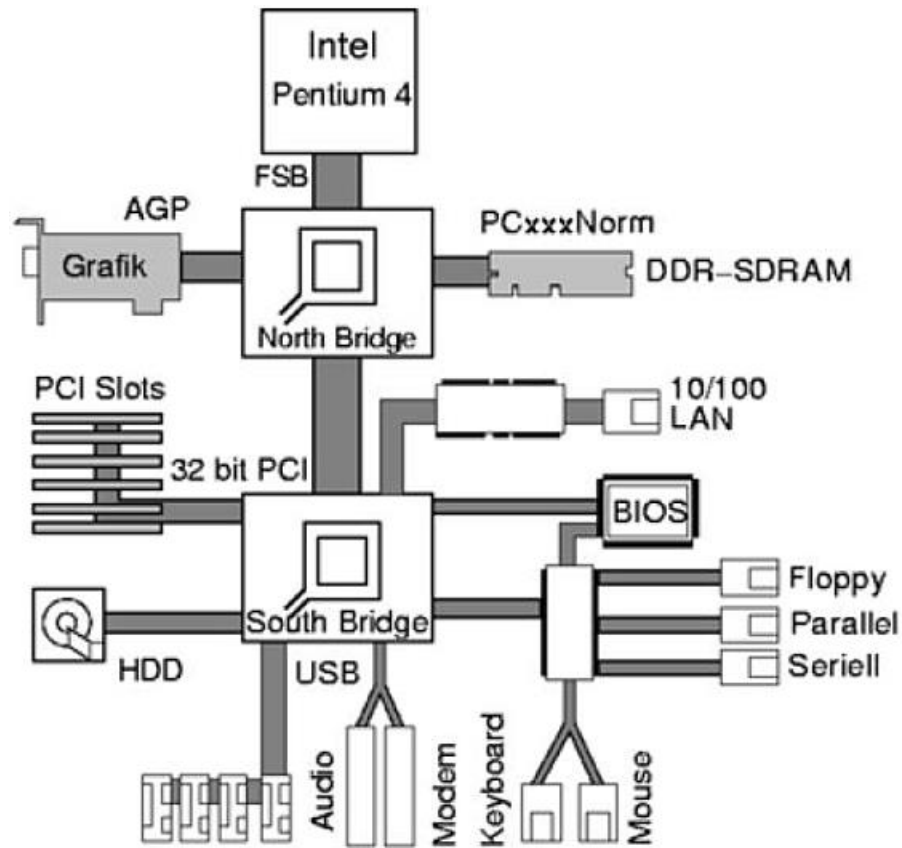 Intel
Pentium 4
FSB
AGP
PCxxxNorm
Grafik
DDR-SDRAM
North Bridge
PCI Slots
10/100
LAN
32 bit PCI
BIOS
Floppy
South Bridge
Parallel
HDD
USB
Seriell
Audio
Modem
Keyboard
Mouse